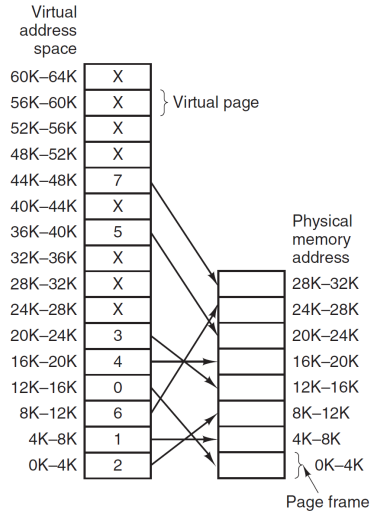 Virtual
address
space
60K–64K X
56K–60K X Virtual page
52K–56K X
48K–52K X
44K–48K 7
40K–44K X
36K–40K 5
32K–36K X
28K–32K X
24K–28K X
20K–24K 3
16K–20K 4
12K–16K 0
8K–12K 6
4K–8K 1
0K–4K 2
Physical
memory
address
28K–32K
24K–28K
20K–24K
16K–20K
12K–16K
8K–12K
4K–8K
0K–4K
Page frame